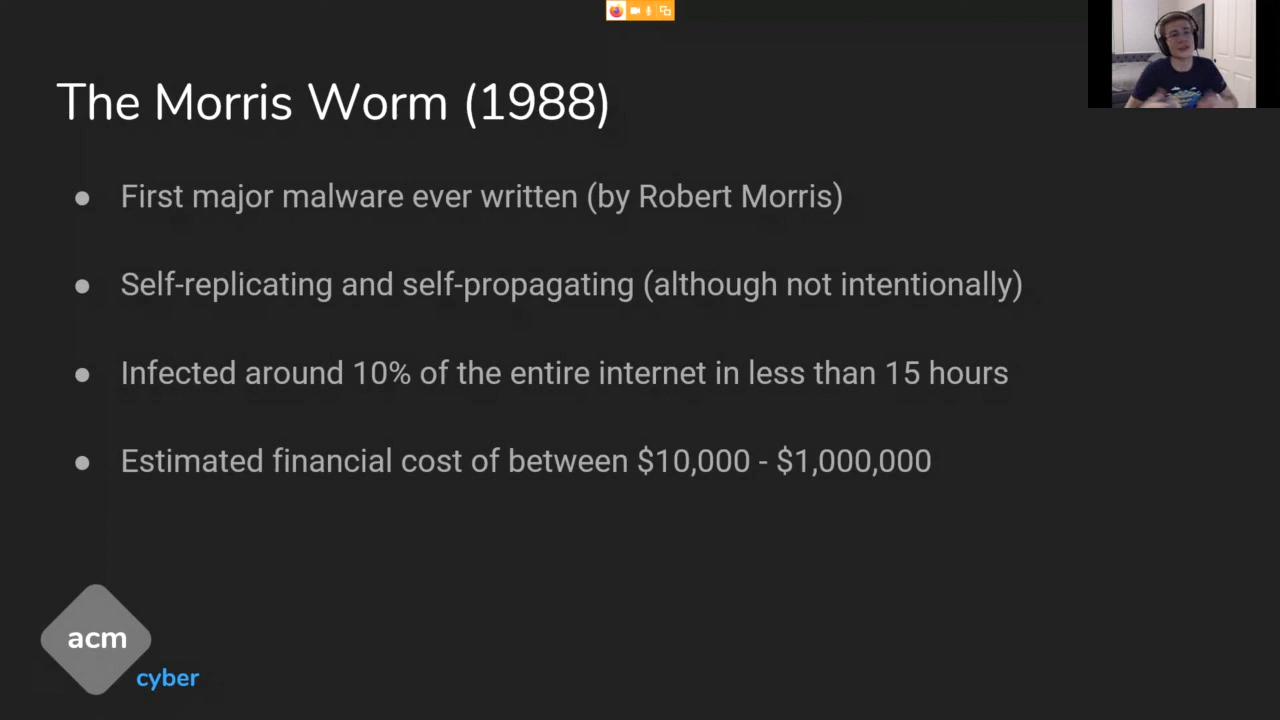 The Morris Worm (1988)
● First major malware ever written (by Robert Morris)
● Self-replicating and self-propagating (although not intentionally)
● Infected around 10% of the entire internet in less than 15 hours
● Estimated financial cost of between $10,000 - $1,000,000
acm
cyber